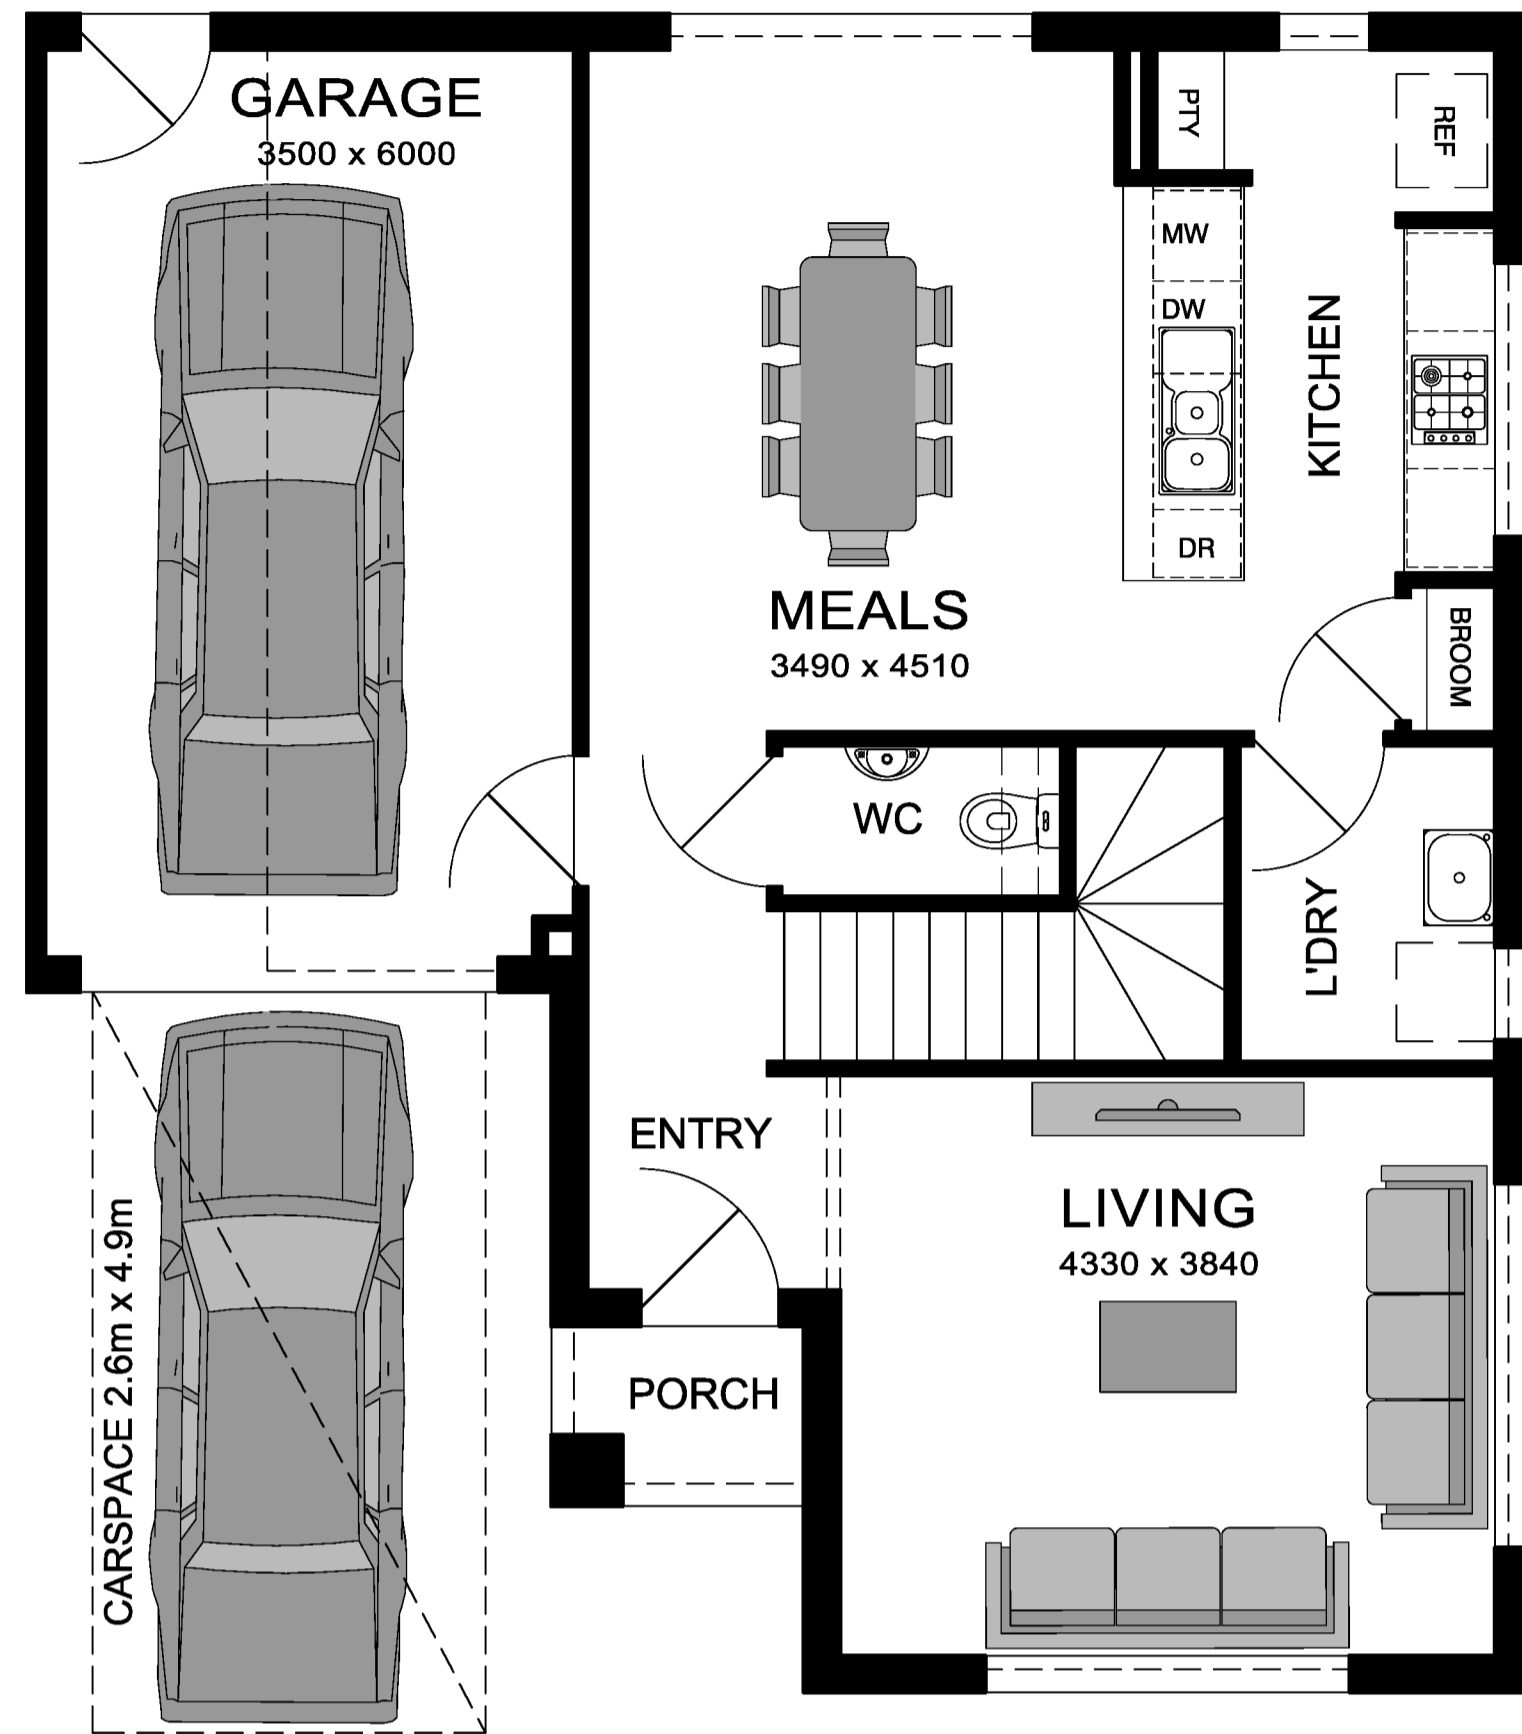 GARAGE
3500 x 6000
PTY
REF
MW
DW
KITCHEN
DR
MEALS
3490 x 4510
BROOM
WC
L'DRY
ENTRY
LIVING
4330 x 3840
CARSPACE 2.6m x 4.9m
PORCH